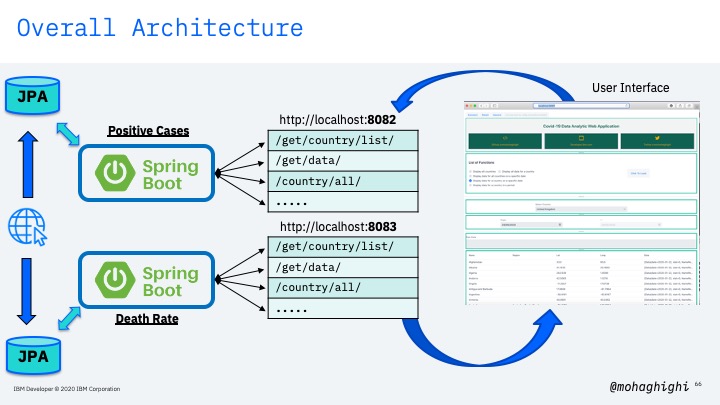 Overall Architecture
User Interface
JPA
http://localhost:8082
Positive Cases
/get/country/list/
/get/data/
/country/all/
.....
Spring
Boot
http://localhost:8083
/get/country/list/
/get/data/
/country/all/
.....
Spring
Boot
Death Rate
JPA
Covid-19 Data Analytic Web Application
List of Functions
IBM Developer © 2020 IBM Corporation
@mohaghighi
66